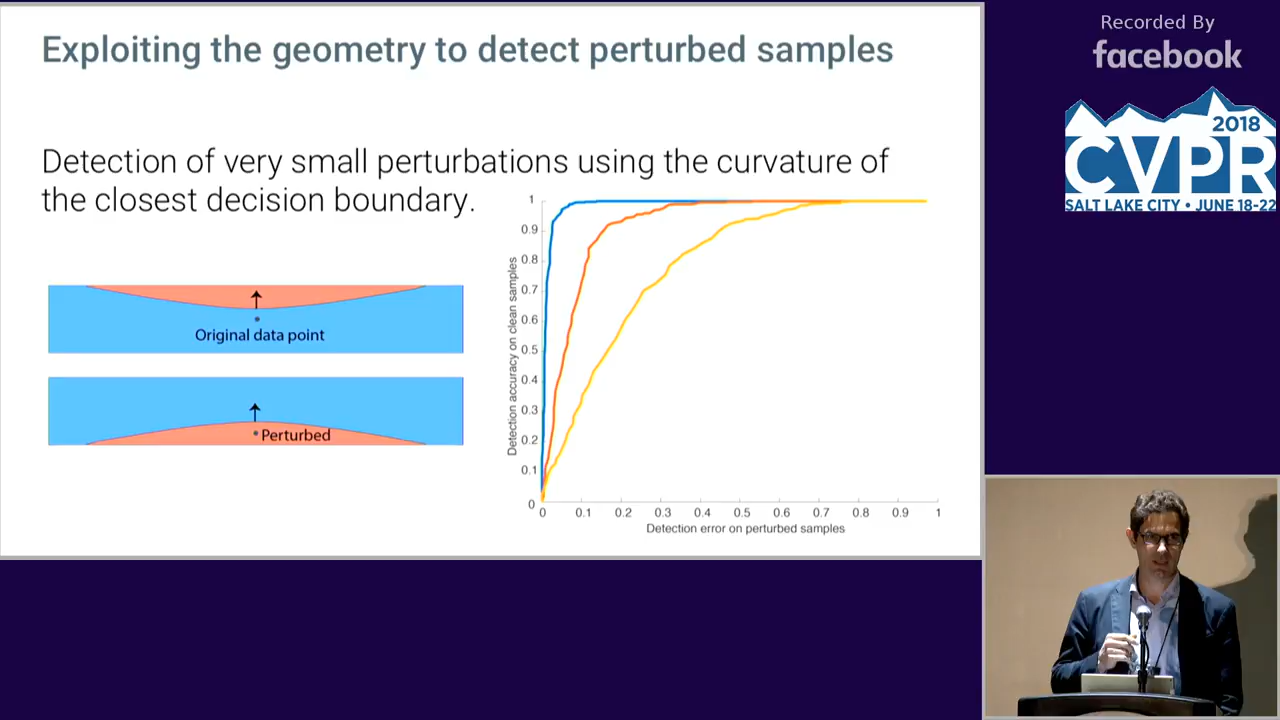 Exploiting the geometry to detect perturbed samples
Detection of very small perturbations using the curvature of
the closest decision boundary.
Original data point
Perturbed
Detection accuracy on clean samples
1
0.9
0.8
0.7
0.6
0.5
0.4
0.3
0.2
0.1
0
0 0.1 0.2 0.3 0.4 0.5 0.6 0.7 0.8 0.9 1
Detection error on perturbed samples
Recorded By
facebook
2018
CVPR
SALT LAKE CITY • JUNE 18-22